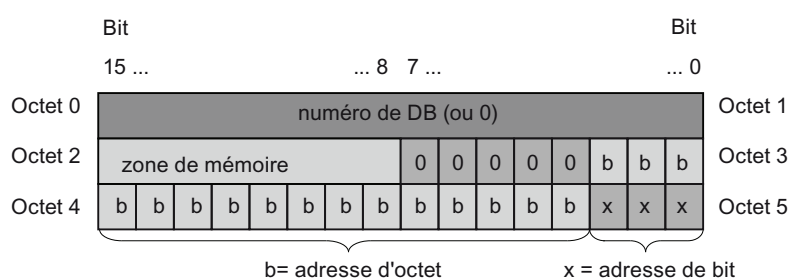 Bit Bit
15 ... ... 8 7 ... ... 0
Octet 0 numéro de DB (ou 0) Octet 1
Octet 2 zone de mémoire 0 0 0 0 0 b b b Octet 3
Octet 4 b b b b b b b b b b b b b x x x Octet 5
b= adresse d'octet x = adresse de bit